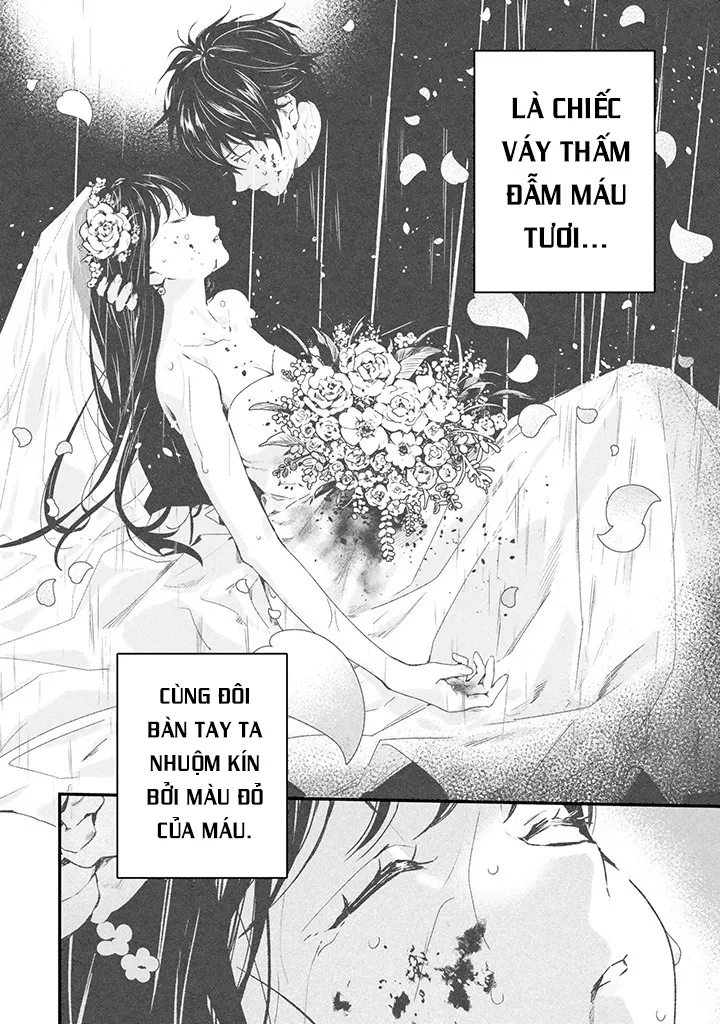 LÀ CHIẾC
VÁY THẤM
ĐẪM MÁU
TƯƠI...
CÙNG ĐÔI
BÀN TAY TA
NHUỘM KÍN
BỞI MÀU ĐỎ
CỦA MÁU.